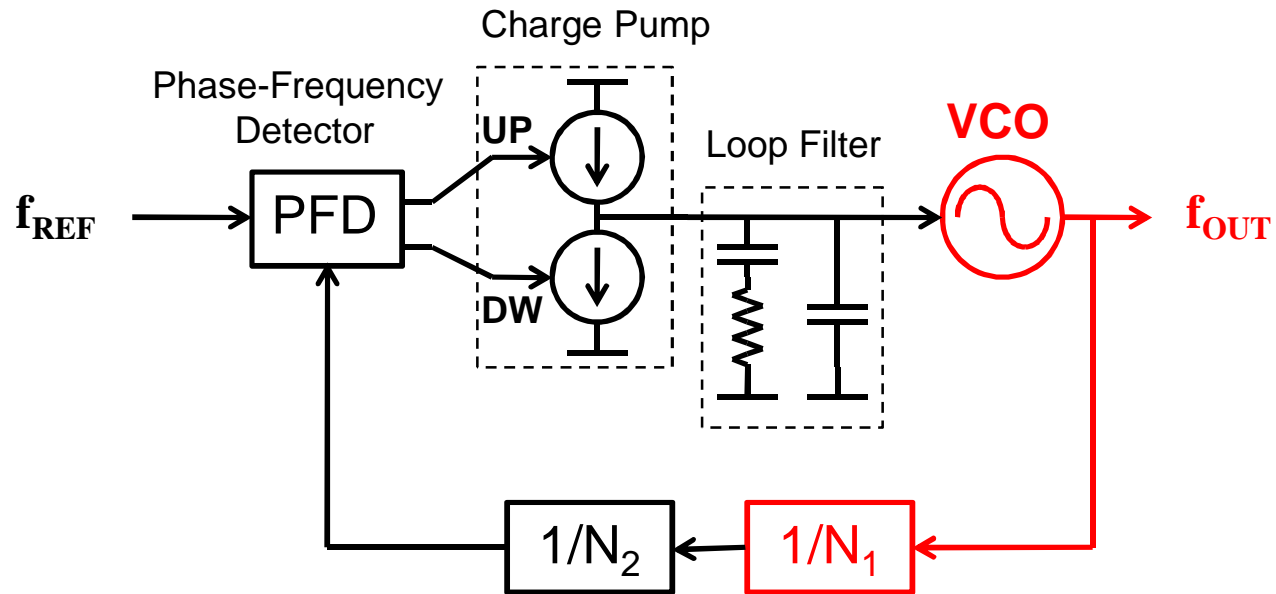 Charge Pump
Phase-Frequency
Detector
UP
VCO
Loop Filter
f_REF
PFD
f_OUT
DW
1/N_2
1/N_1